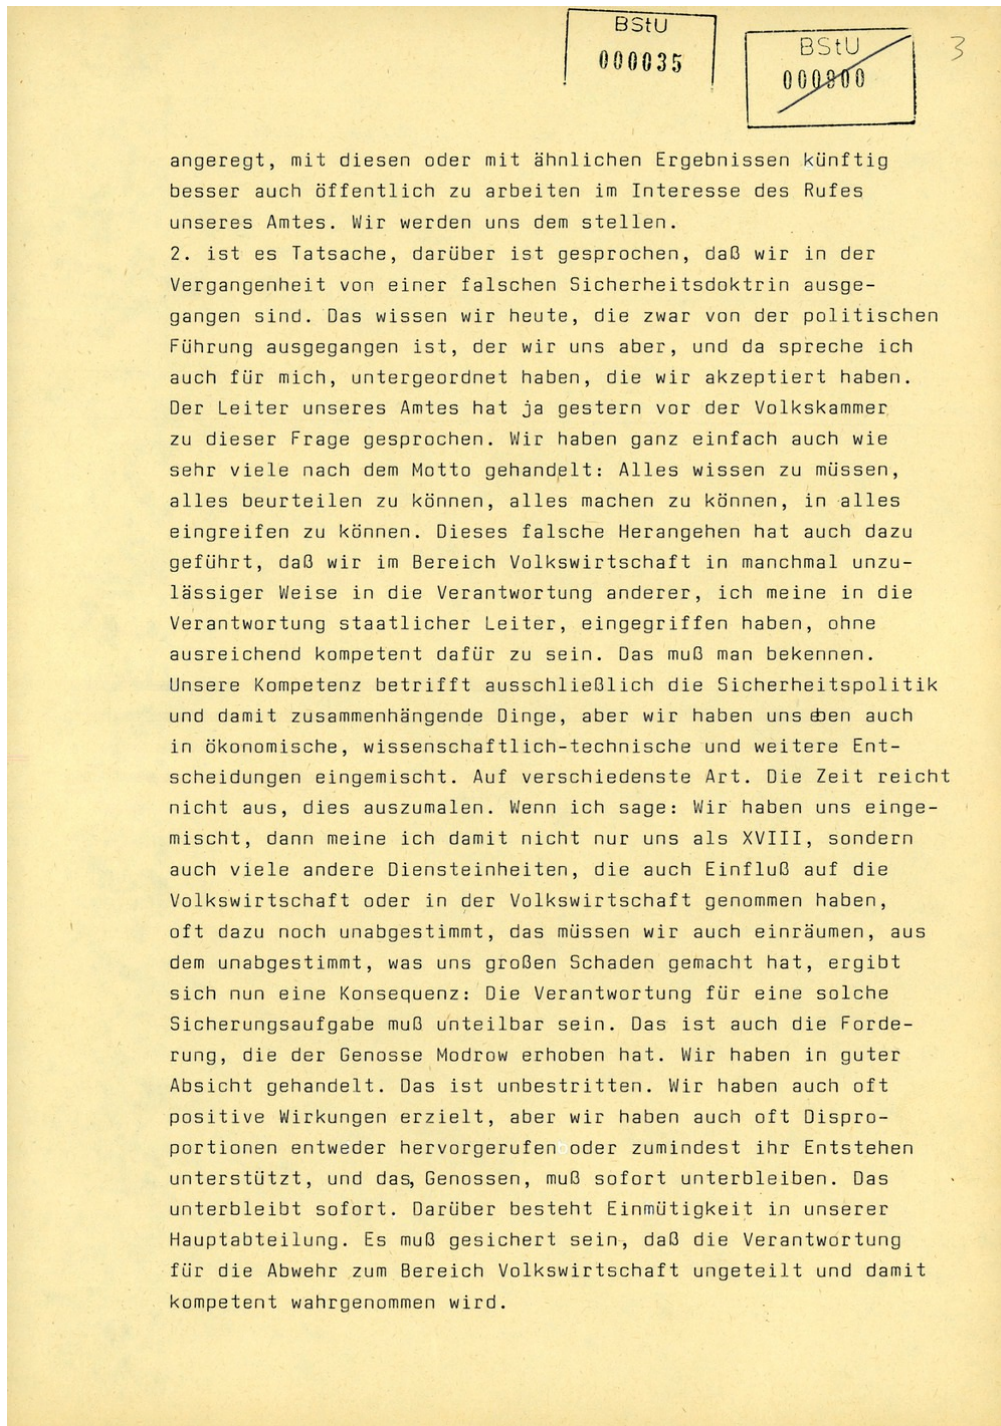 BStU
000035
BStU
000800
3
angeregt, mit diesen oder mit ähnlichen Ergebnissen künftig
besser auch öffentlich zu arbeiten im Interesse des Rufes
unseres Amtes. Wir werden uns dem stellen.
2. ist es Tatsache, darüber ist gesprochen, daß wir in der
Vergangenheit von einer falschen Sicherheitsdoktrin ausge-
gangen sind. Das wissen wir heute, die zwar von der politischen
Führung ausgegangen ist, der wir uns aber, und da spreche ich
auch für mich, untergeordnet haben, die wir akzeptiert haben.
Der Leiter unseres Amtes hat ja gestern vor der Volkskammer
zu dieser Frage gesprochen. Wir haben ganz einfach auch wie
sehr viele nach dem Motto gehandelt: Alles wissen zu müssen,
alles beurteilen zu können, alles machen zu können, in alles
eingreifen zu können. Dieses falsche Herangehen hat auch dazu
geführt, daß wir im Bereich Volkswirtschaft in manchmal unzu-
lässiger Weise in die Verantwortung anderer, ich meine in die
Verantwortung staatlicher Leiter, eingegriffen haben, ohne
ausreichend kompetent dafür zu sein. Das muß man bekennen.
Unsere Kompetenz betrifft ausschließlich die Sicherheitspolitik
und damit zusammenhängende Dinge, aber wir haben uns eben auch
in ökonomische, wissenschaftlich-technische und weitere Ent-
scheidungen eingemischt. Auf verschiedenste Art. Die Zeit reicht
nicht aus, dies auszumalen. Wenn ich sage: Wir haben uns einge-
mischt, dann meine ich damit nicht nur uns als XVIII, sondern
auch viele andere Diensteinheiten, die auch Einfluß auf die
Volkswirtschaft oder in der Volkswirtschaft genommen haben,
oft dazu noch unabgestimmt, das müssen wir auch einräumen, aus
dem unabgestimmt, was uns großen Schaden gemacht hat, ergibt
sich nun eine Konsequenz: Die Verantwortung für eine solche
Sicherungsaufgabe muß unteilbar sein. Das ist auch die Forde-
rung, die der Genosse Modrow erhoben hat. Wir haben in guter
Absicht gehandelt. Das ist unbestritten. Wir haben auch oft
positive Wirkungen erzielt, aber wir haben auch oft Dispro-
portionen entweder hervorgerufen oder zumindest ihr Entstehen
unterstützt, und das, Genossen, muß sofort unterbleiben. Das
unterbleibt sofort. Darüber besteht Einmütigkeit in unserer
Hauptabteilung. Es muß gesichert sein, daß die Verantwortung
für die Abwehr zum Bereich Volkswirtschaft ungeteilt und damit
kompetent wahrgenommen wird.